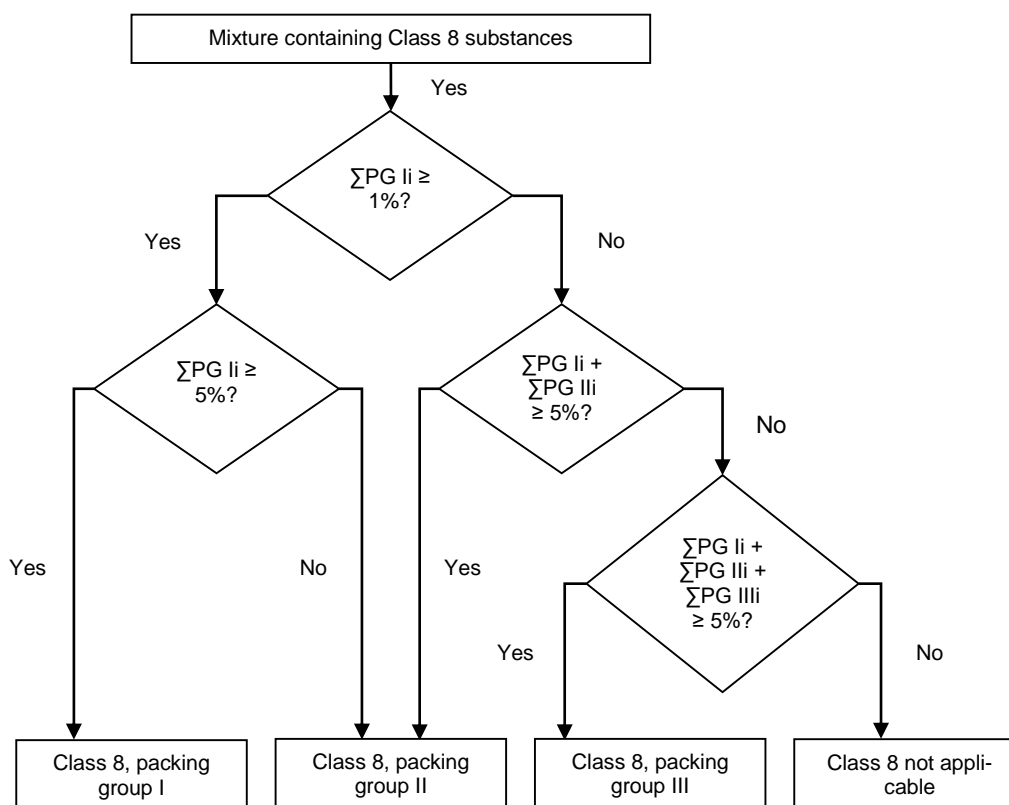 Mixture containing Class 8 substances
Yes
∑PG Ii ≥
1%?
Yes
No
∑PG Ii ≥
5%?
∑PG Ii +
∑PG IIi
≥ 5%?
No
Yes
No
Yes
∑PG Ii +
∑PG IIi +
∑PG IIIi
≥ 5%?
Yes
No
Class 8, packing
group I
Class 8, packing
group II
Class 8, packing
group III
Class 8 not appli-
cable